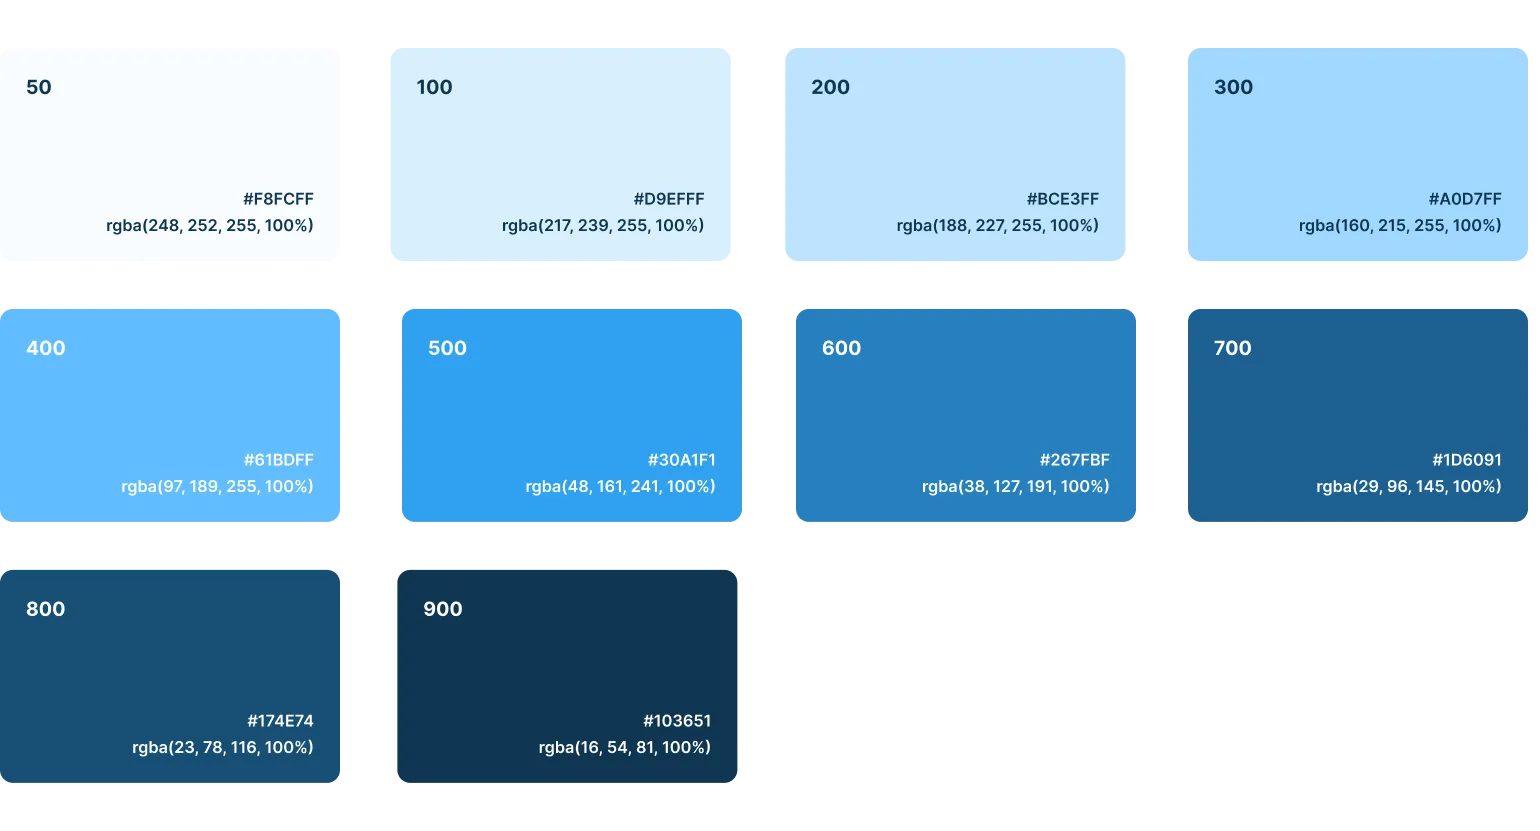 50
#F8FCFF
rgba(248, 252, 255, 100%)
100
#D9EFFF
rgba(217, 239, 255, 100%)
200
#BCE3FF
rgba(188, 227, 255, 100%)
300
#A0D7FF
rgba(160, 215, 255, 100%)
400
#61BDFF
rgba(97, 189, 255, 100%)
500
#30A1F1
rgba(48, 161, 241, 100%)
600
#267FBF
rgba(38, 127, 191, 100%)
700
#1D6091
rgba(29, 96, 145, 100%)
800
#174E74
rgba(23, 78, 116, 100%)
900
#103651
rgba(16, 54, 81, 100%)